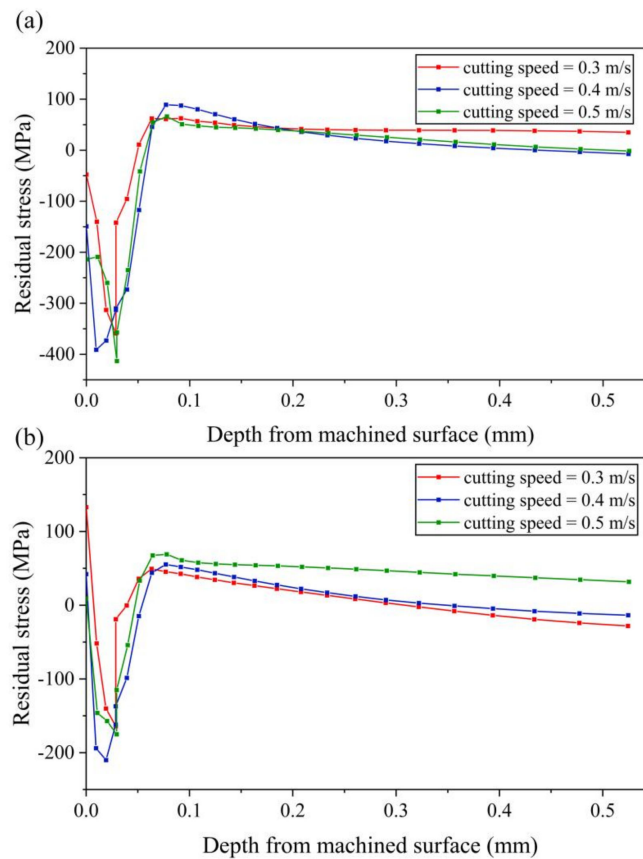 (a)
200
100
0
-100
-200
-300
-400
Residual stress (MPa)
cutting speed = 0.3 m/s
cutting speed = 0.4 m/s
cutting speed = 0.5 m/s
0.0 0.1 0.2 0.3 0.4 0.5
Depth from machined surface (mm)
(b)
200
100
0
-100
-200
Residual stress (MPa)
cutting speed = 0.3 m/s
cutting speed = 0.4 m/s
cutting speed = 0.5 m/s
0.0 0.1 0.2 0.3 0.4 0.5
Depth from machined surface (mm)